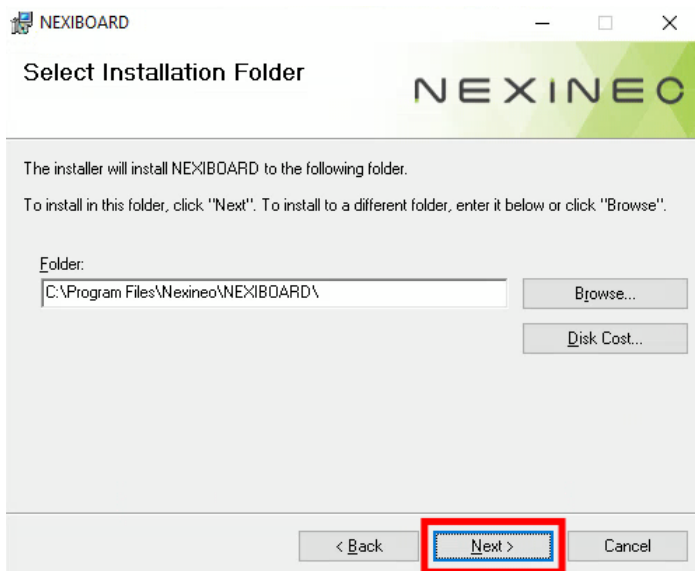 NEXIBOARD
Select Installation Folder
NEXINEO
The installer will install NEXIBOARD to the following folder.
To install in this folder, click "Next". To install to a different folder, enter it below or click "Browse".
Folder:
C:\Program Files\Nexineo\NEXIBOARD\
Browse...
Disk Cost...
< Back
Next >
Cancel